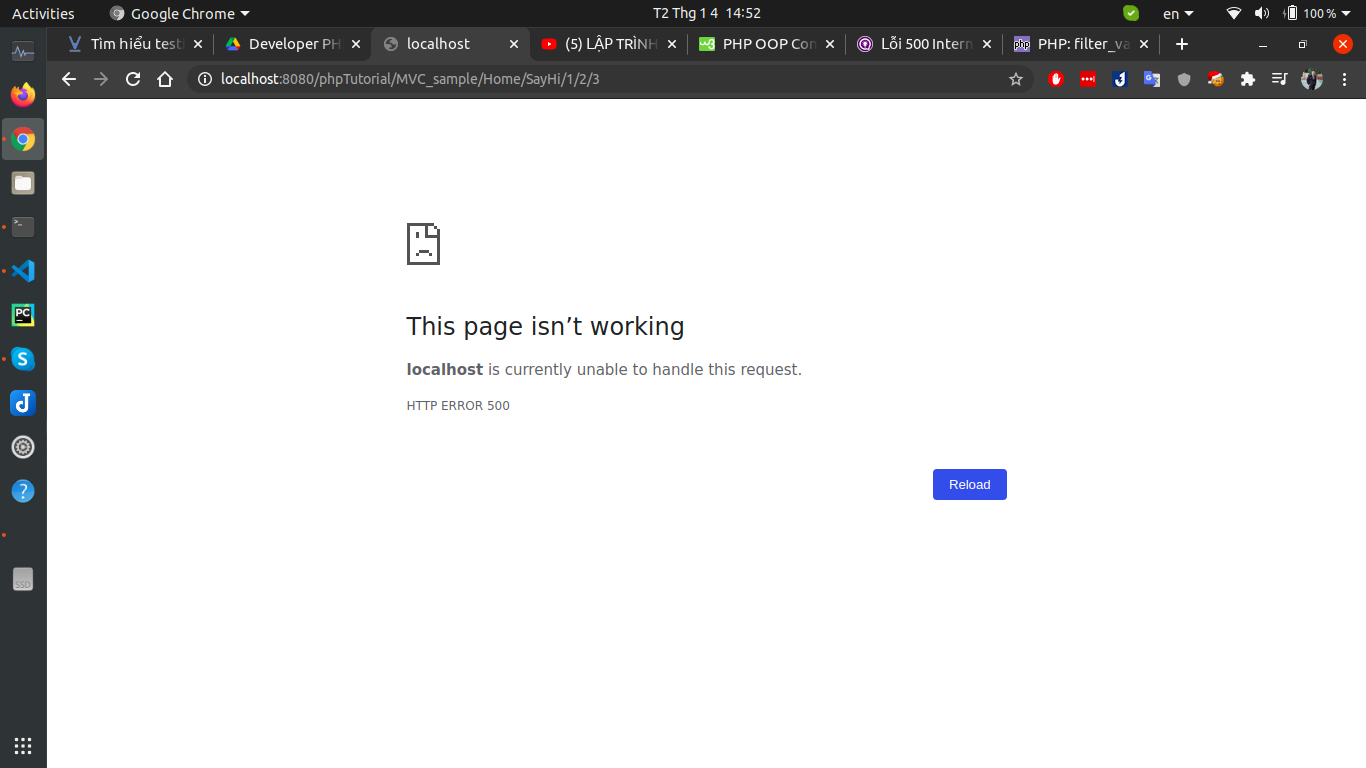 Activities
Google Chrome
T2 Thg 1 4 14:52
en
100 %
Tìm hiểu test
Developer PH
localhost
(5) LẬP TRÌNH
PHP OOP Con
Lỗi 500 Intern
PHP: filter_va
localhost:8080/phpTutorial/MVC_sample/Home/SayHi/1/2/3
This page isn’t working
localhost is currently unable to handle this request.
HTTP ERROR 500
Reload
PC
SSD